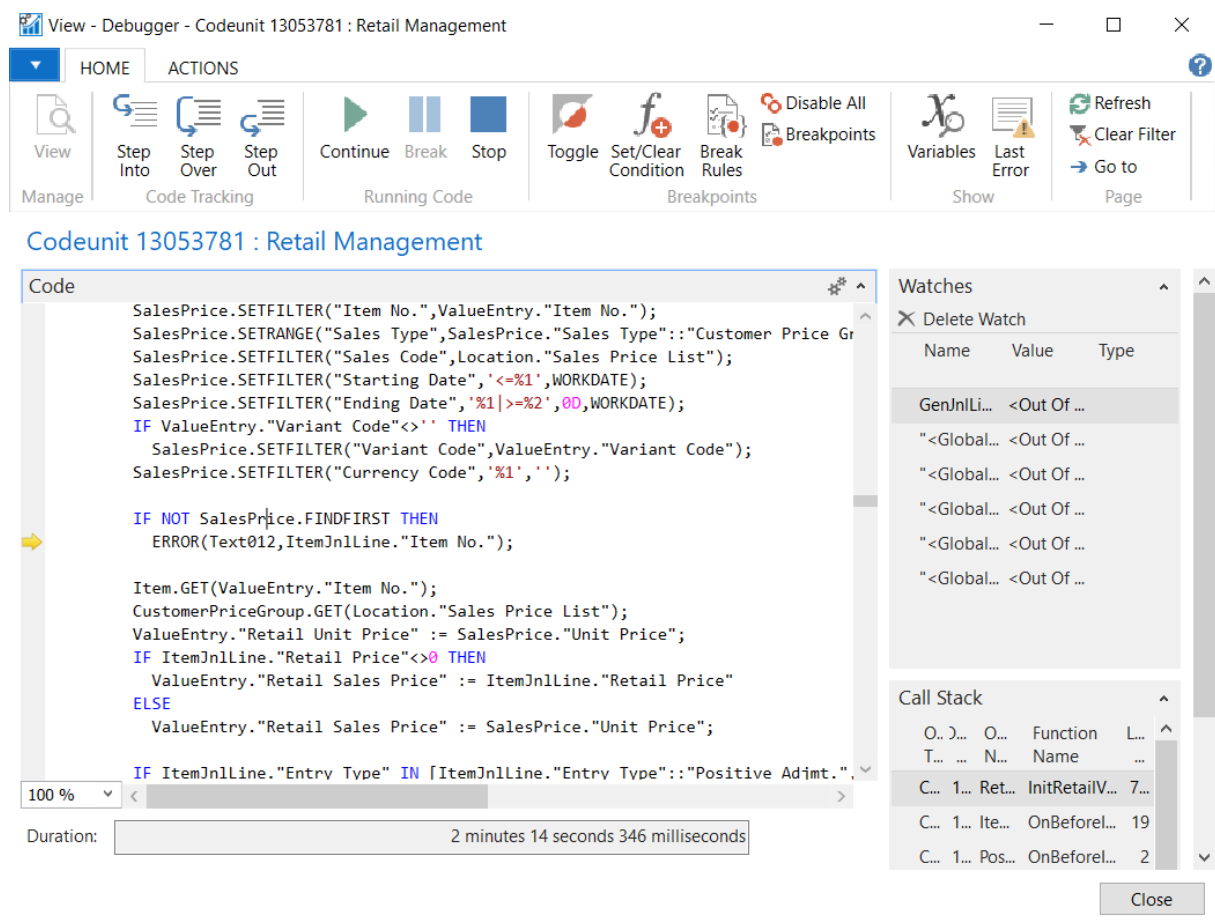 View - Debugger - Codeunit 13053781 : Retail Management
HOME ACTIONS
View
Step Into
Step Over
Step Out
Continue
Break
Stop
Toggle
Set/Clear Condition
Break Rules
Disable All
Breakpoints
Variables
Last Error
Refresh
Clear Filter
Go to
Manage
Code Tracking
Running Code
Breakpoints
Show
Page
Codeunit 13053781 : Retail Management
Code
SalesPrice.SETFILTER("Item No.",ValueEntry."Item No.");
SalesPrice.SETRANGE("Sales Type",SalesPrice."Sales Type"::"Customer Price Gr
SalesPrice.SETFILTER("Sales Code",Location."Sales Price List");
SalesPrice.SETFILTER("Starting Date",'<=%1',WORKDATE);
SalesPrice.SETFILTER("Ending Date",'%1|>=%2',0D,WORKDATE);
IF ValueEntry."Variant Code"<>'' THEN
SalesPrice.SETFILTER("Variant Code",ValueEntry."Variant Code");
SalesPrice.SETFILTER("Currency Code",'%1','');
IF NOT SalesPrice.FINDFIRST THEN
ERROR(Text012,ItemJnlLine."Item No.");
Item.GET(ValueEntry."Item No.");
CustomerPriceGroup.GET(Location."Sales Price List");
ValueEntry."Retail Unit Price" := SalesPrice."Unit Price";
IF ItemJnlLine."Retail Price"<>0 THEN
ValueEntry."Retail Sales Price" := ItemJnlLine."Retail Price"
ELSE
ValueEntry."Retail Sales Price" := SalesPrice."Unit Price";
IF ItemJnlLine."Entry Type" IN [ItemJnlLine."Entry Type"::"Positive Adjmt.",
100 %
Duration: 2 minutes 14 seconds 346 milliseconds
Watches
Delete Watch
Name Value Type
GenJnlLi... <Out Of ...
"<Global... <Out Of ...
"<Global... <Out Of ...
"<Global... <Out Of ...
"<Global... <Out Of ...
"<Global... <Out Of ...
Call Stack
O.. O... Function L...
T... ... N... Name ...
C... 1... Ret... InitRetailV... 7...
C... 1... Ite... OnBeforeI... 19
C... 1... Pos... OnBeforeI... 2
Close